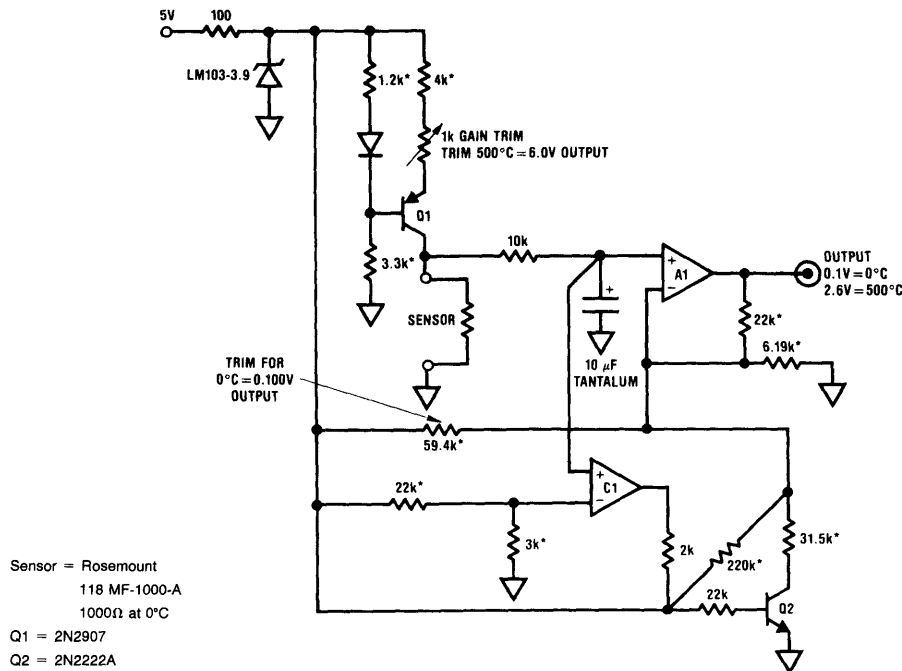 5V
100
LM103-3.9
1.2k*
4k*
1k GAIN TRIM
TRIM 500°C = 6.0V OUTPUT
Q1
3.3k*
SENSOR
10k
+
10 μF
TANTALUM
+
A1
−
OUTPUT
0.1V = 0°C
2.6V = 500°C
22k*
6.19k*
TRIM FOR
0°C = 0.100V
OUTPUT
59.4k*
22k*
3k*
+
C1
−
2k
220k*
31.5k*
22k
Q2
Sensor = Rosemount
118 MF-1000-A
1000Ω at 0°C
Q1 = 2N2907
Q2 = 2N2222A